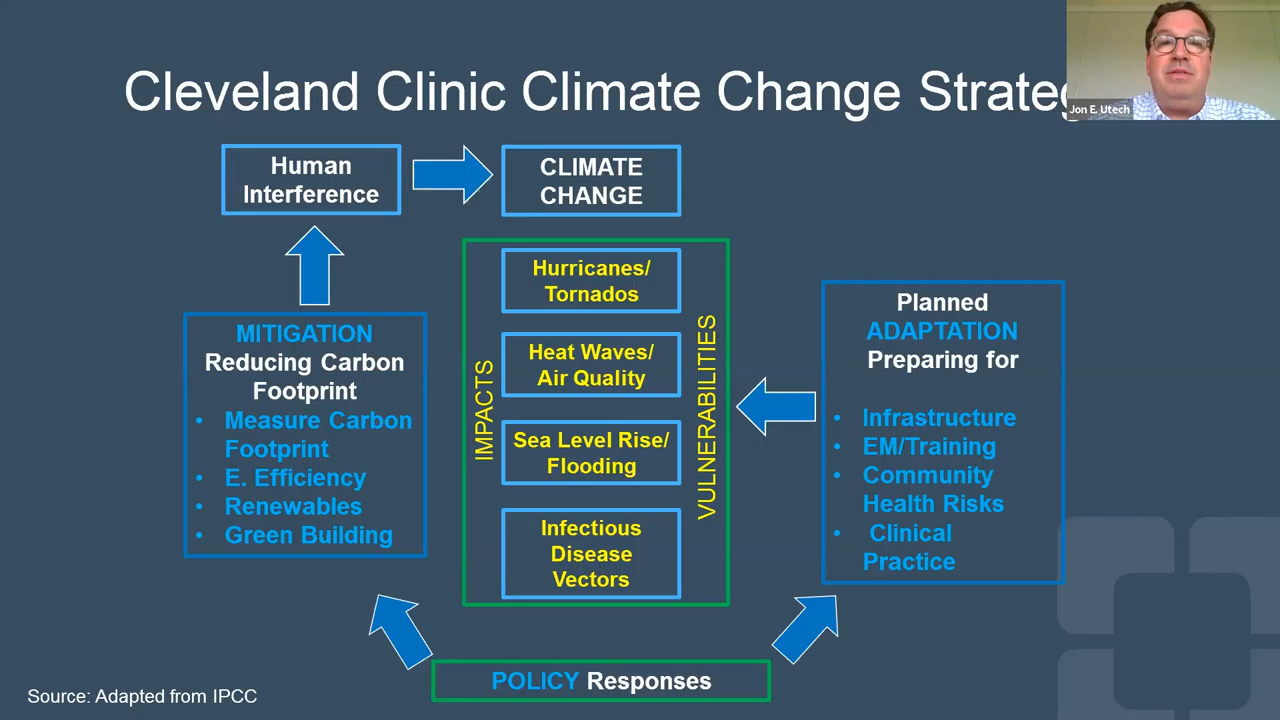 Cleveland Clinic Climate Change Strateg
Jon E. Utech
Human
Interference
CLIMATE
CHANGE
MITIGATION
Reducing Carbon
Footprint
• Measure Carbon
Footprint
• E. Efficiency
• Renewables
• Green Building
IMPACTS
Hurricanes/
Tornados
Heat Waves/
Air Quality
Sea Level Rise/
Flooding
Infectious
Disease
Vectors
VULNERABILITIES
Planned
ADAPTATION
Preparing for
• Infrastructure
• EM/Training
• Community
Health Risks
• Clinical
Practice
POLICY Responses
Source: Adapted from IPCC